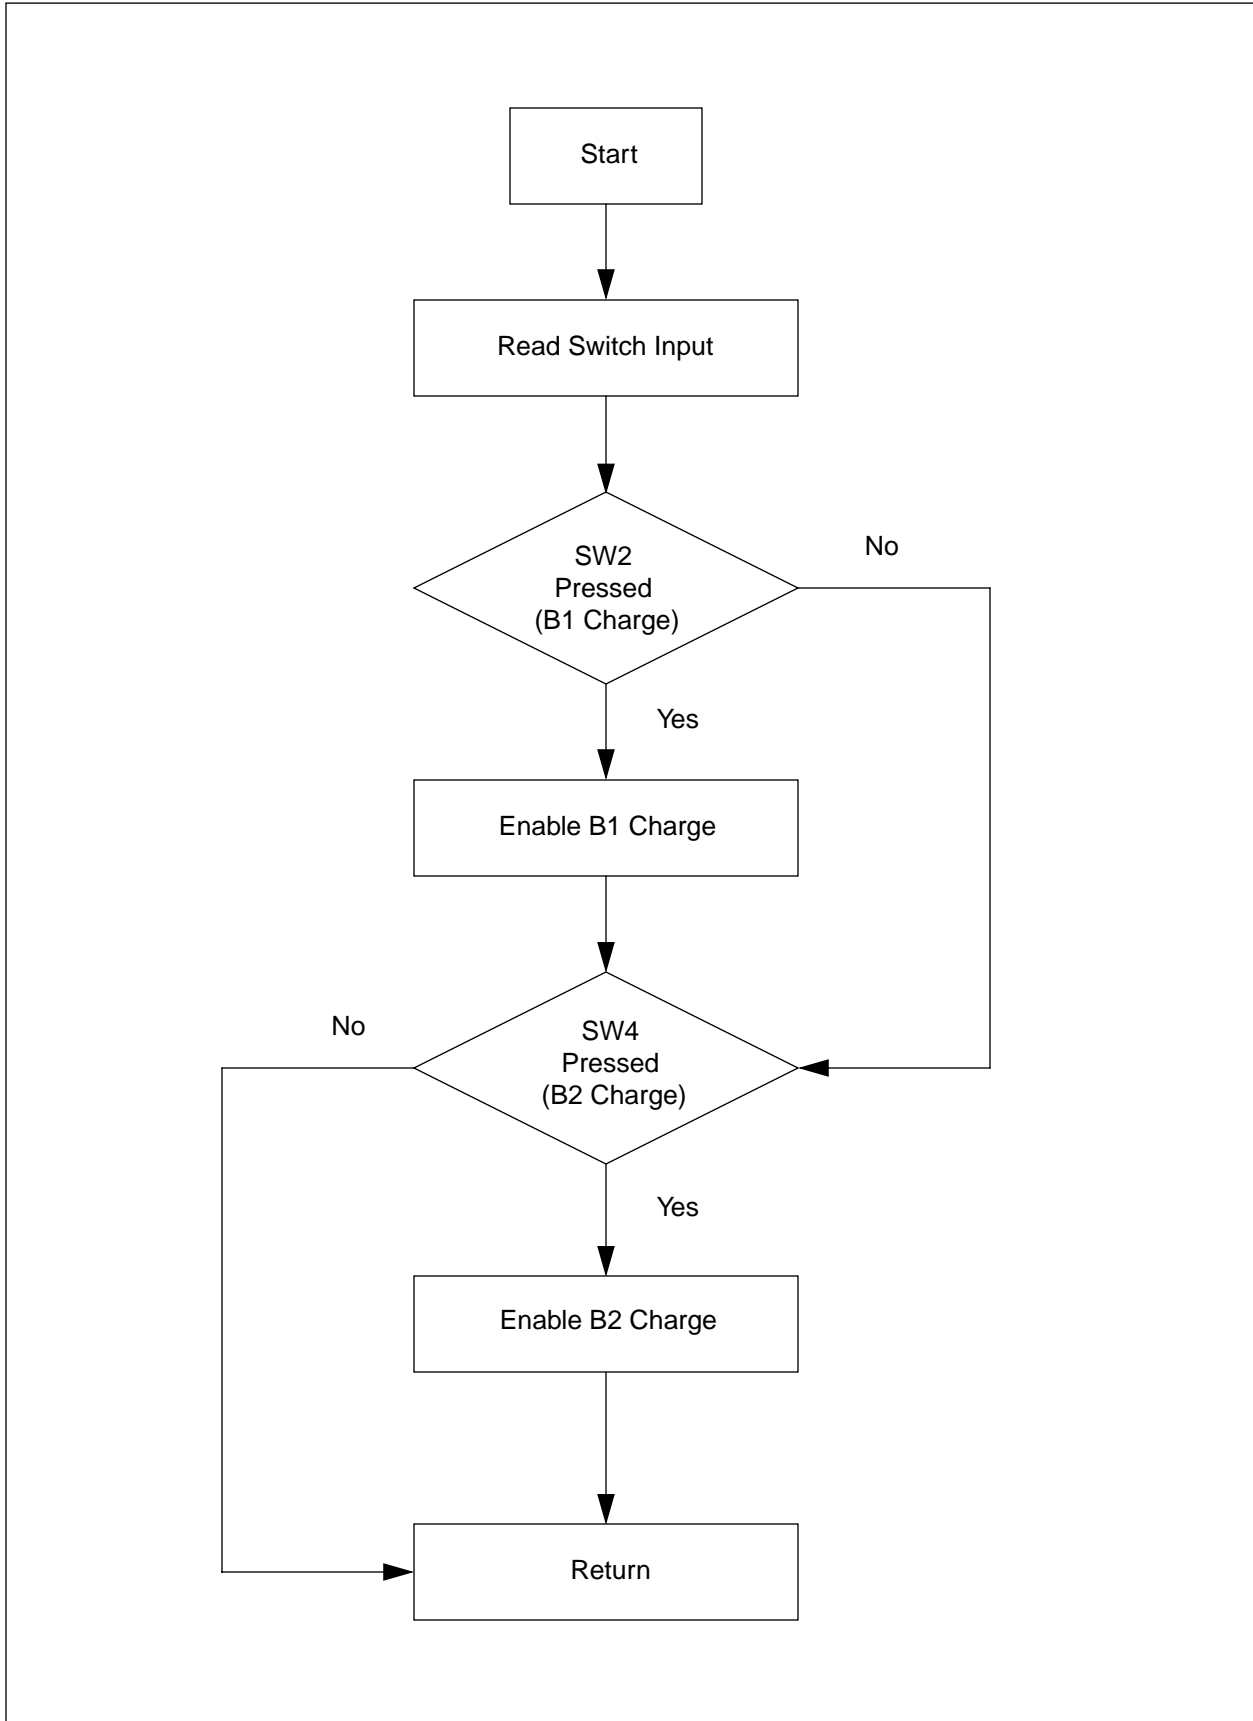 Start
Read Switch Input
SW2
Pressed
(B1 Charge)
No
Yes
Enable B1 Charge
No
SW4
Pressed
(B2 Charge)
Yes
Enable B2 Charge
Return